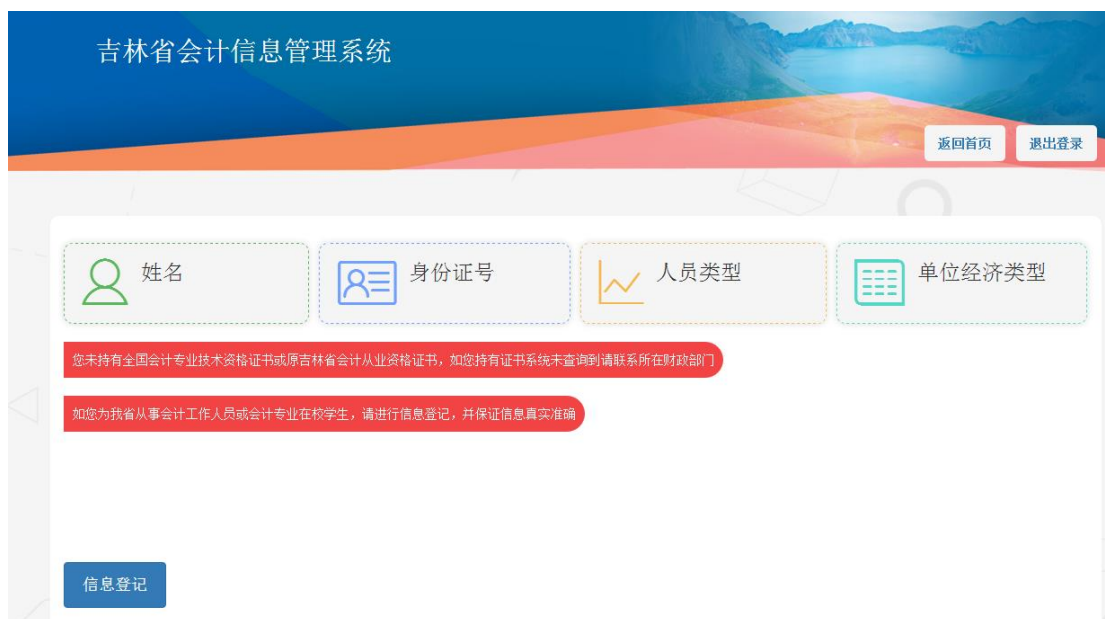 吉林省会计信息管理系统
返回首页 退出登录
姓名 身份证号 人员类型 单位经济类型
您未持有全国会计专业技术资格证书或原吉林省会计从业资格证书，如您持有证书系统未查询到请联系所在财政部门
如您为我省从事会计工作人员或会计专业在校学生，请进行信息登记，并保证信息真实准确
信息登记